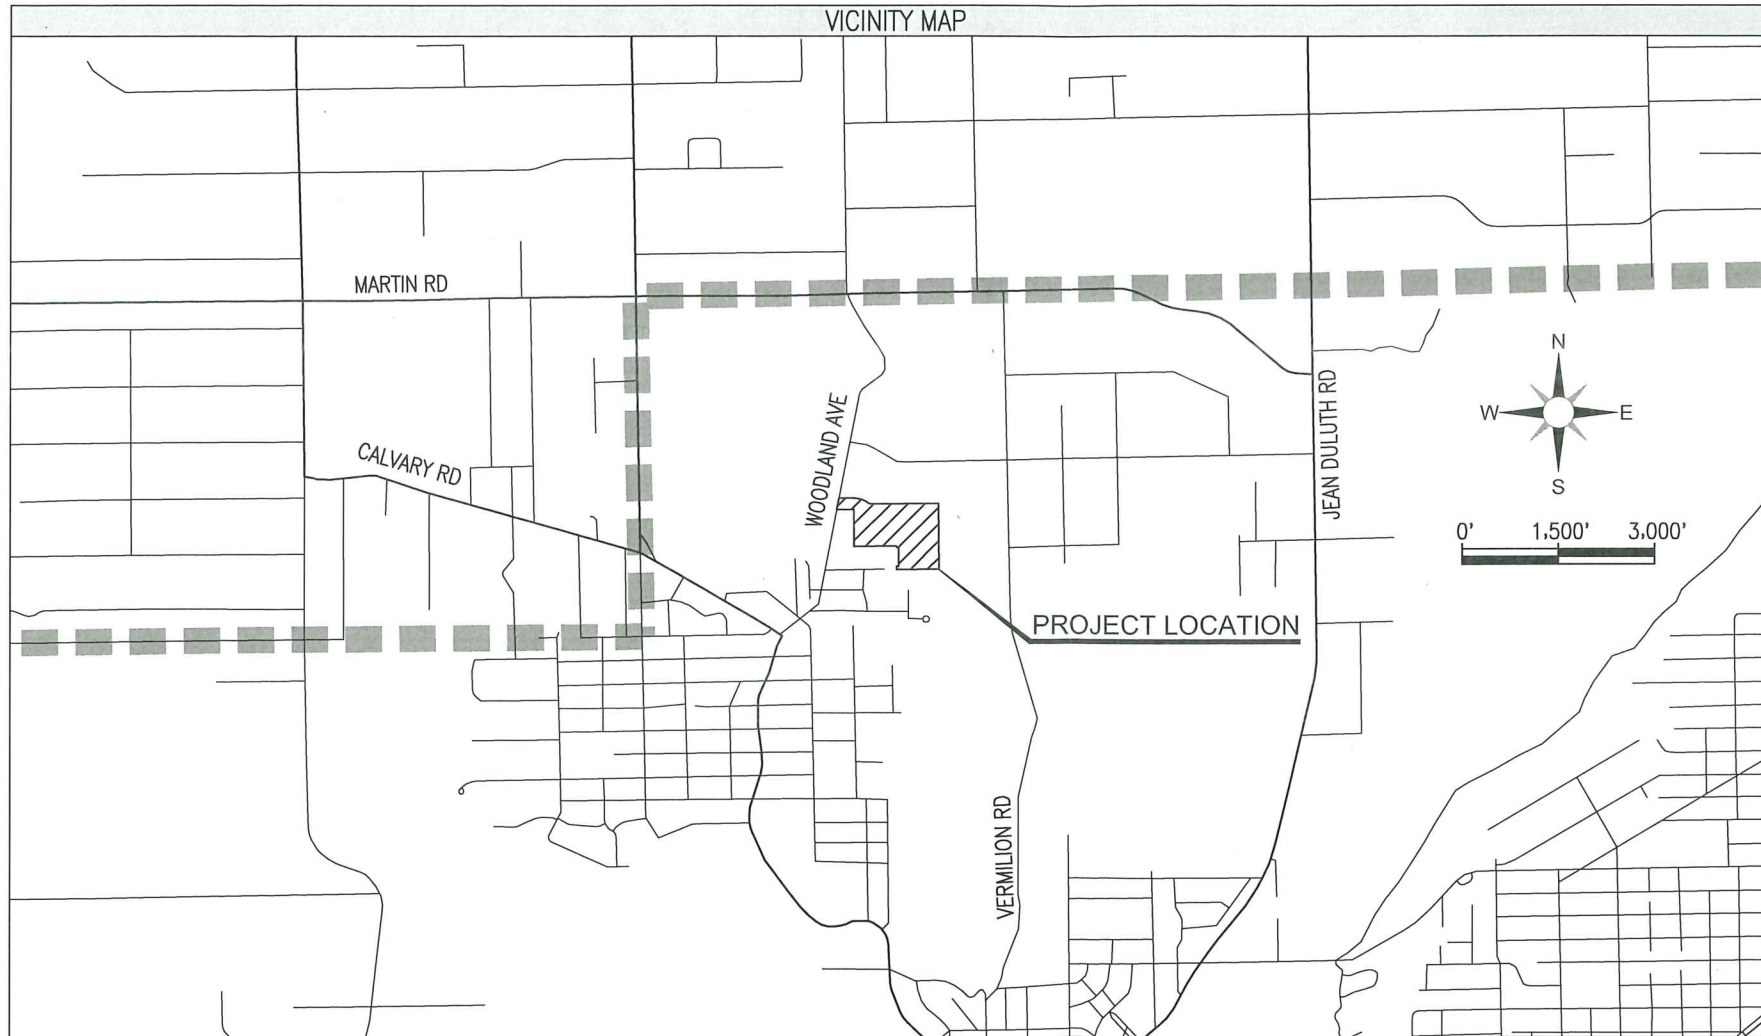 VICINITY MAP
MARTIN RD
CALVARY RD
WOODLAND AVE
JEAN DULUTH RD
N
W
E
S
0' 1,500' 3,000'
PROJECT LOCATION
VERMILION RD